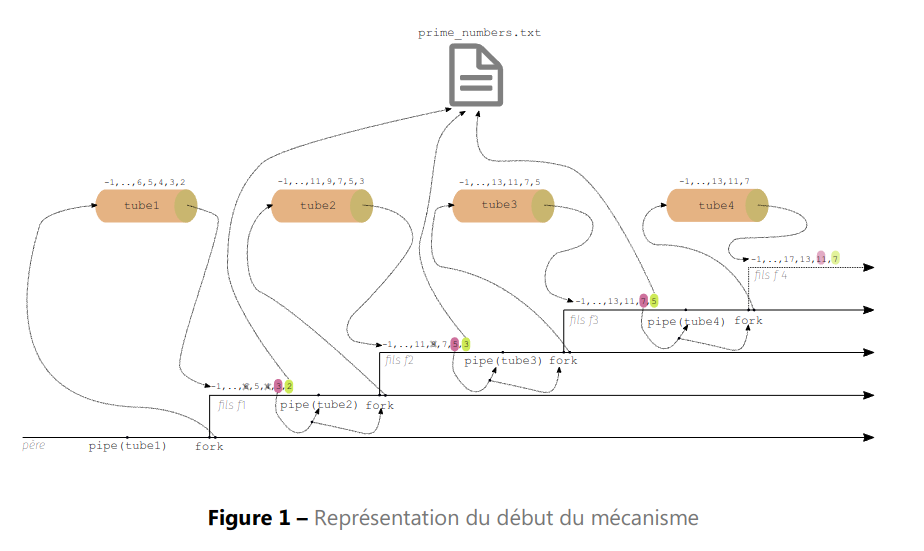 prime_numbers.txt
-1,..,6,5,4,3,2
-1,..,11,9,7,5,3
-1,..,13,11,7,5
-1,..,13,11,7
tube1
tube2
tube3
tube4
-1,..,17,13,11,7
fils f 4
-1,..,13,11,7,5
fils f3
pipe(tube4) fork
-1,..,11,9,7,5,3
fils f2
pipe(tube3) fork
-1,..,6,5,4,3,2
fils f1
pipe(tube2) fork
père
pipe(tube1)
fork
Figure 1 – Représentation du début du mécanisme